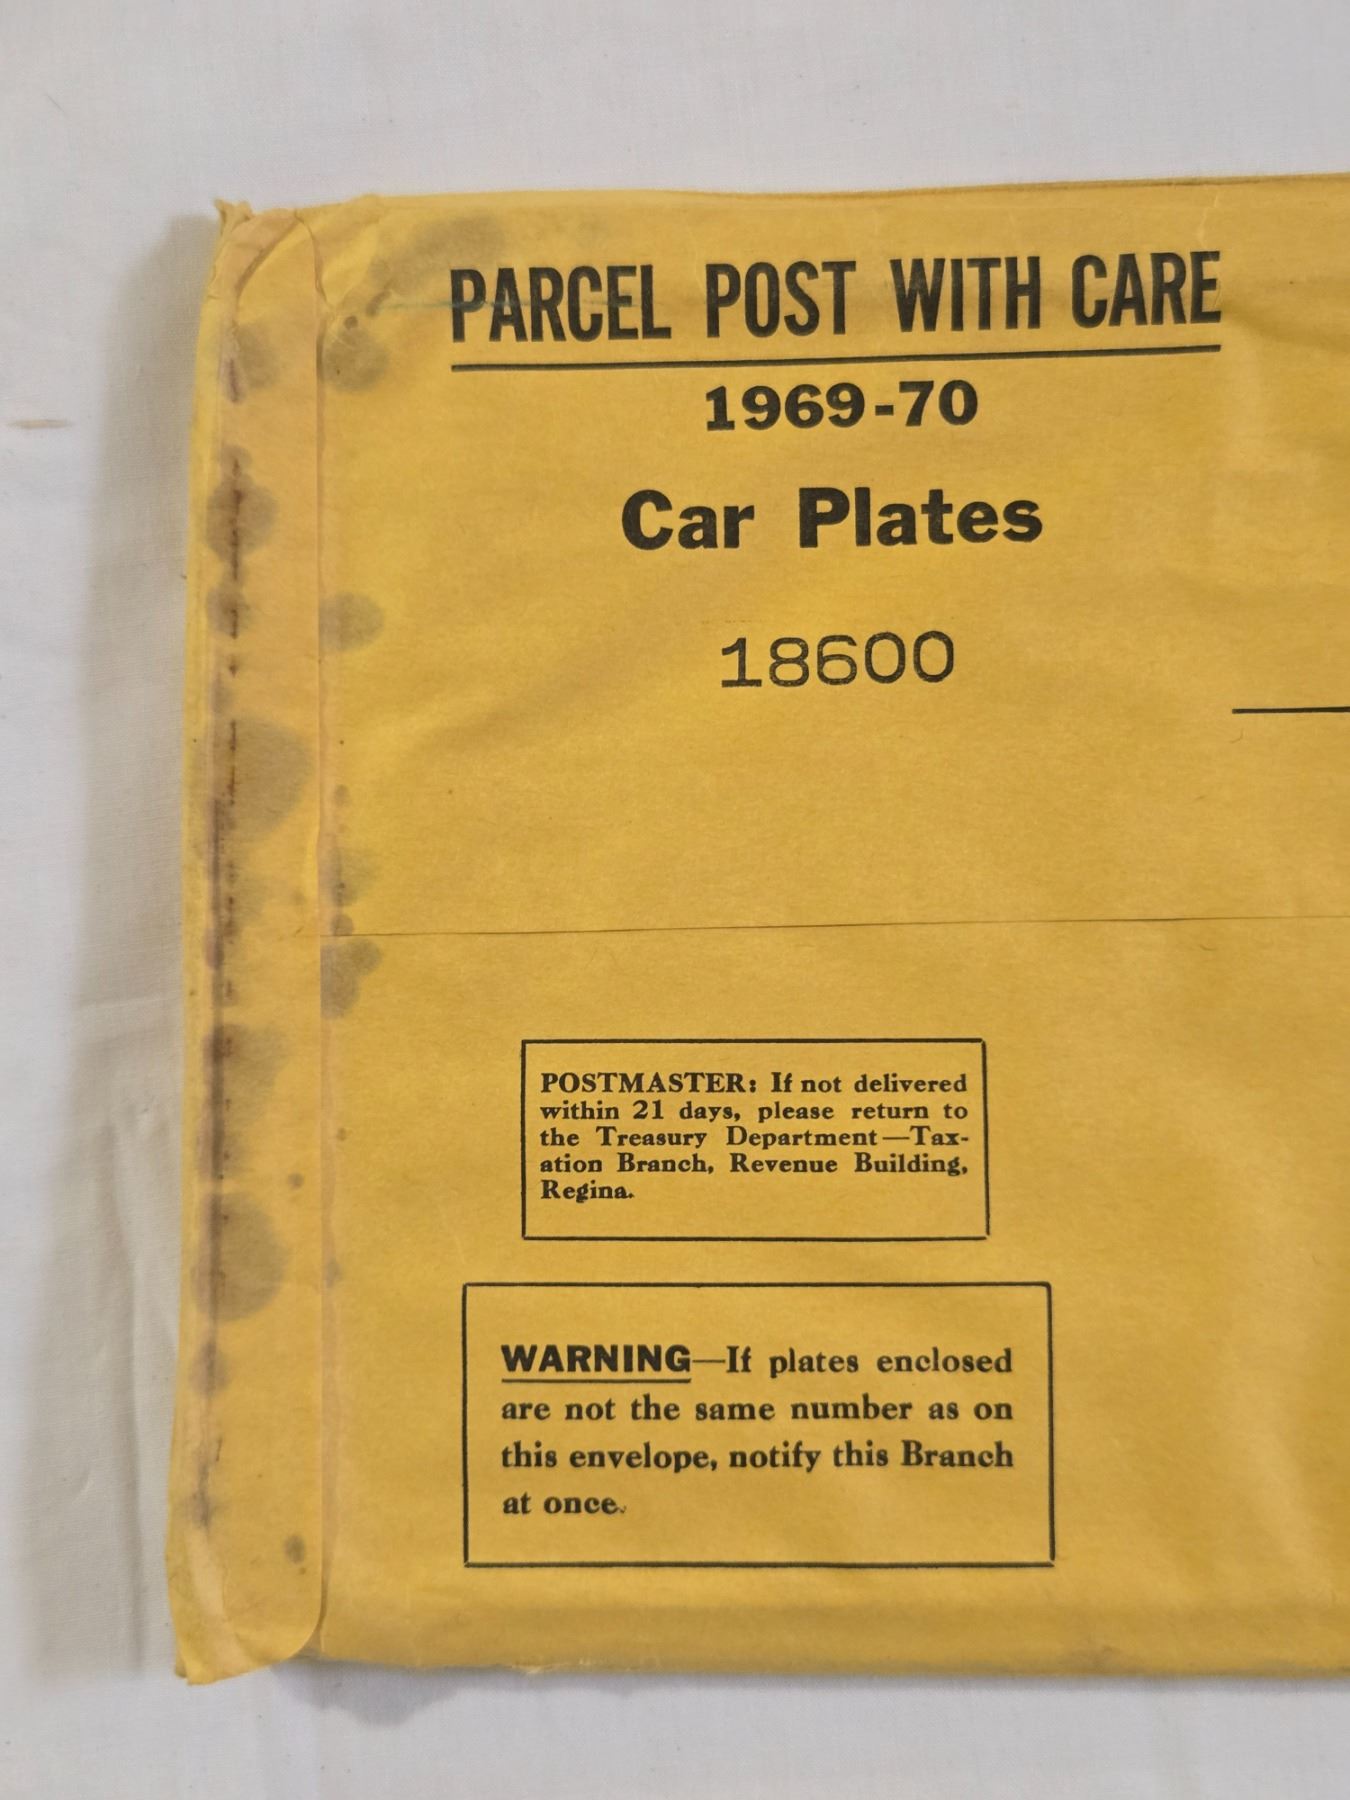 PARCEL POST WITH CARE
1969-70
Car Plates
18600
POSTMASTER: If not delivered
within 21 days, please return to
the Treasury Department—Tax-
ation Branch, Revenue Building,
Regina.
WARNING—If plates enclosed
are not the same number as on
this envelope, notify this Branch
at once.